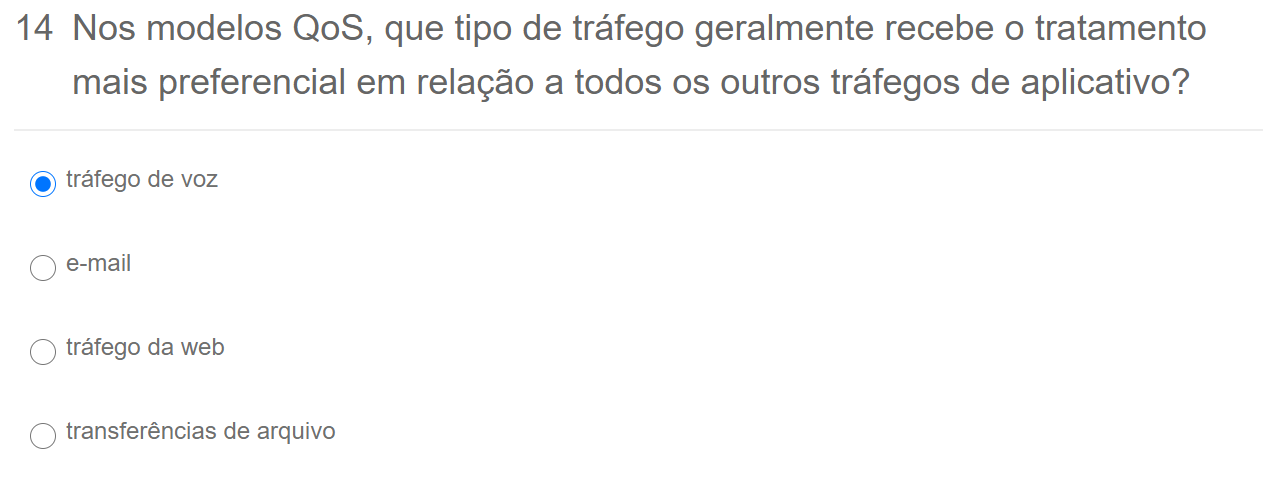 14 Nos modelos QoS, que tipo de tráfego geralmente recebe o tratamento
mais preferencial em relação a todos os outros tráfegos de aplicativo?
tráfego de voz
e-mail
tráfego da web
transferências de arquivo